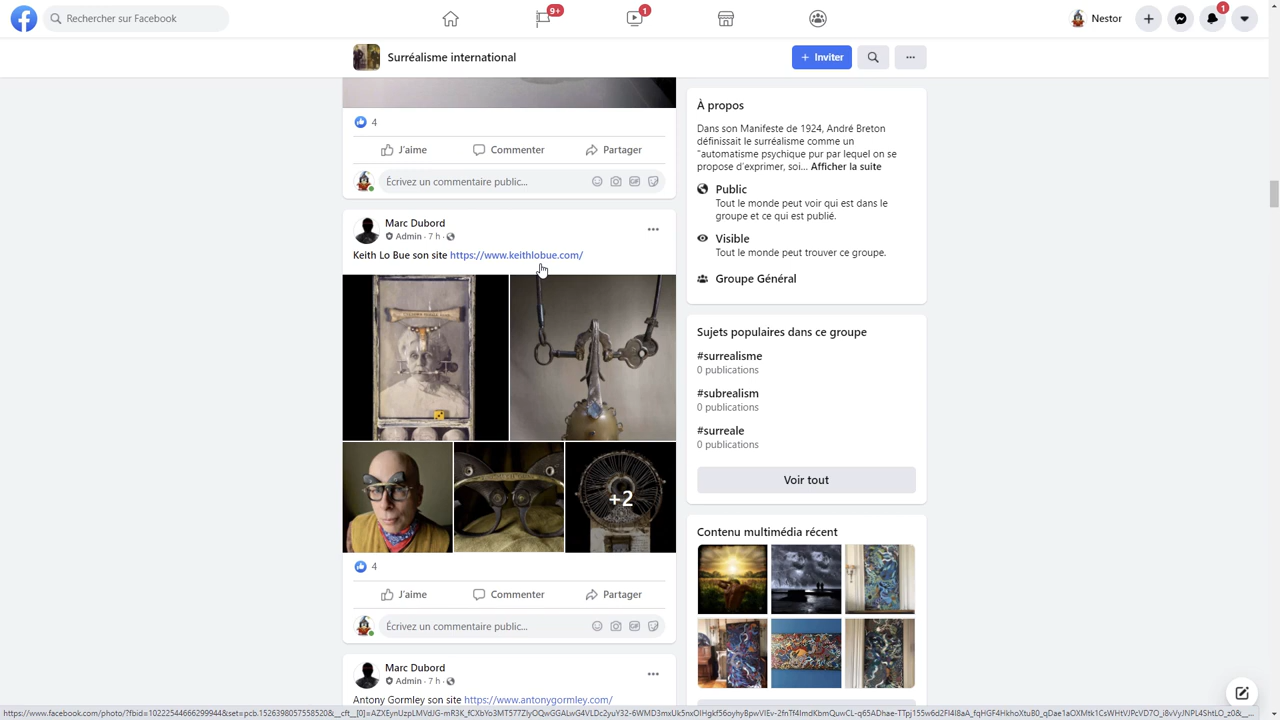 Rechercher sur Facebook
9+
1
Nestor
1
Surréalisme international
+ Inviter
4
J'aime
Commenter
Partager
Écrivez un commentaire public...
Marc Dubord
Admin · 7 h ·
Keith Lo Bue son site https://www.keithlobue.com/
+2
4
J'aime
Commenter
Partager
Écrivez un commentaire public...
Marc Dubord
Admin · 7 h ·
Antony Gormley son site https://www.antonygormley.com/
À propos
Dans son Manifeste de 1924, André Breton
définissait le surréalisme comme un
"automatisme psychique pur par lequel on se
propose d'exprimer, soi... Afficher la suite
Public
Tout le monde peut voir qui est dans le
groupe et ce qui est publié.
Visible
Tout le monde peut trouver ce groupe.
Groupe Général
Sujets populaires dans ce groupe
#surrealisme
0 publications
#subrealism
0 publications
#surreale
0 publications
Voir tout
Contenu multimédia récent